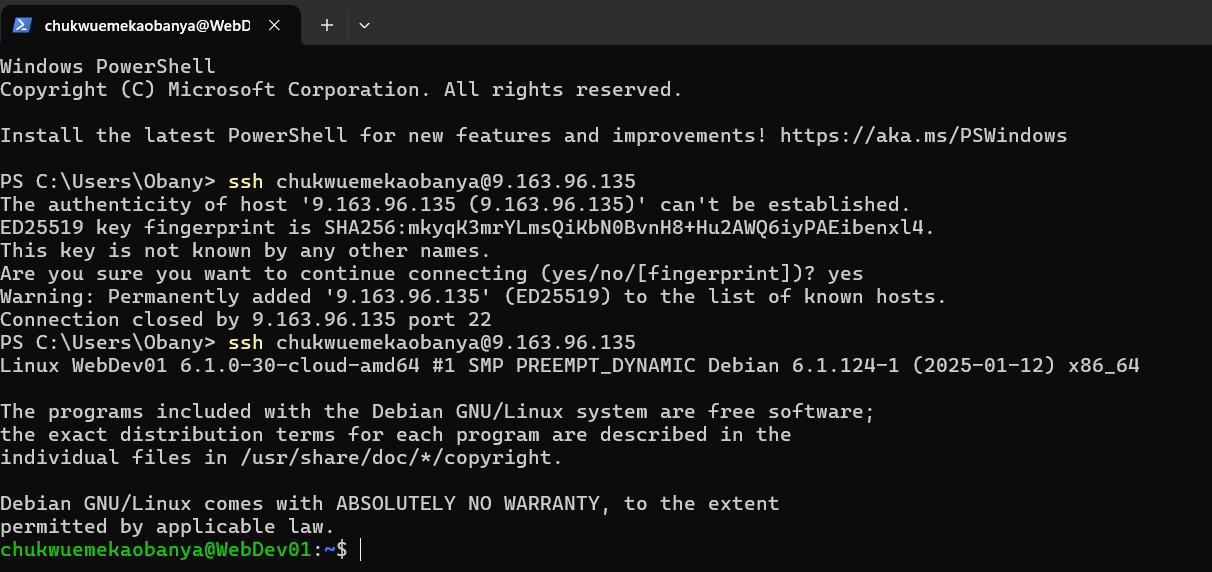 chukwuemekaobanya@WebD
Windows PowerShell
Copyright (C) Microsoft Corporation. All rights reserved.
Install the latest PowerShell for new features and improvements! https://aka.ms/PSWindows
PS C:\Users\Obany> ssh chukwuemekaobanya@9.163.96.135
The authenticity of host '9.163.96.135 (9.163.96.135)' can't be established.
ED25519 key fingerprint is SHA256:mkyqK3mrYLmsQiKbN0BvnH8+Hu2AWQ6iyPAEibenxl4.
This key is not known by any other names.
Are you sure you want to continue connecting (yes/no/[fingerprint])? yes
Warning: Permanently added '9.163.96.135' (ED25519) to the list of known hosts.
Connection closed by 9.163.96.135 port 22
PS C:\Users\Obany> ssh chukwuemekaobanya@9.163.96.135
Linux WebDev01 6.1.0-30-cloud-amd64 #1 SMP PREEMPT_DYNAMIC Debian 6.1.124-1 (2025-01-12) x86_64
The programs included with the Debian GNU/Linux system are free software;
the exact distribution terms for each program are described in the
individual files in /usr/share/doc/*/copyright.
Debian GNU/Linux comes with ABSOLUTELY NO WARRANTY, to the extent
permitted by applicable law.
chukwuemekaobanya@WebDev01:~$